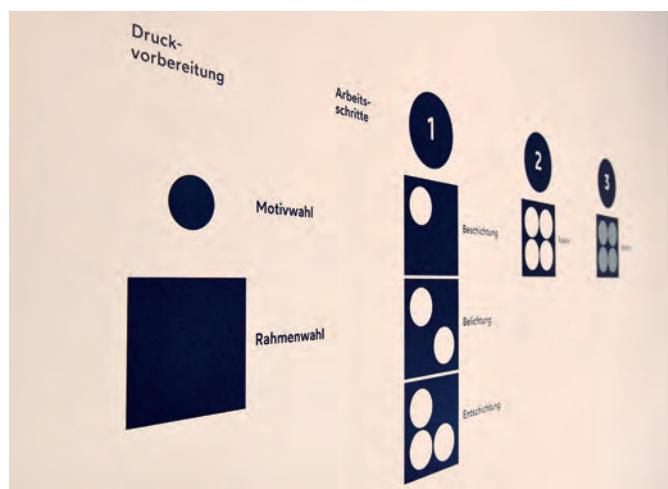 Druck-
vorbereitung
Motivwahl
Rahmenwahl
Arbeits-
schritte
1
Beschichtung
Belichtung
Entschichtung
2
3